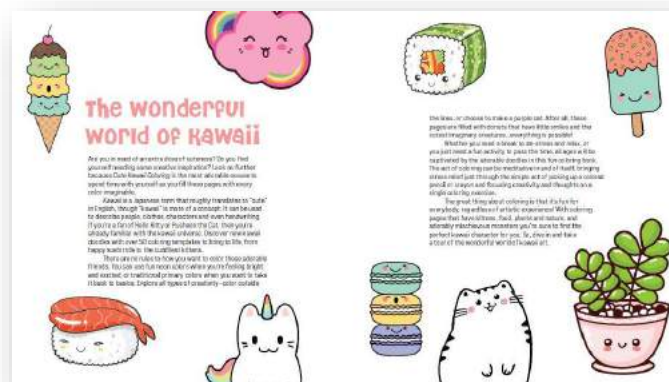 The wonderful
world of kawaii
Are you in need of an extra dose of cuteness? Do you find
yourself needing some creative inspiration? Look no further
because Cute Kawaii Coloring is the most adorable excuse to
spend time with yourself as you fill these pages with every
color imaginable.
Kawaii is a Japanese term that roughly translates to "cute"
in English, though "kawaii" is more of a concept. It can be used
to describe people, clothes, characters and even handwriting.
If you're a fan of Hello Kitty or Pusheen the Cat, then you're
already familiar with the kawaii universe. Discover new kawaii
doodles with over 50 coloring templates to bring to life, from
happy sushi rolls to the cuddliest kittens.
There are no rules to how you want to color these adorable
friends. You can use fun neon colors when you're feeling bright
and excited or traditional primary colors when you want to take
it back to basics. Explore all types of creativity—color outside
the lines, or choose to make a purple cat. After all, these
pages are filled with donuts that have little smiles and the
cutest imaginary creatures, everything is possible!
Whether you need a break to de-stress and relax, or
you just need a fun activity to pass the time, all ages will be
captivated by the adorable doodles in this fun coloring book.
The act of coloring can be meditative in and of itself, bringing
stress relief just through the simple act of picking up a colored
pencil or crayon and focusing creativity and thoughts on a
single coloring exercise.
The great thing about coloring is that it's fun for
everybody, regardless of artistic experience! With coloring
pages that have kittens, food, plants and nature, and
adorably mischievous monsters you're sure to find the
perfect kawaii character for you. So, dive in and take
a tour of the wonderful world of kawaii art.